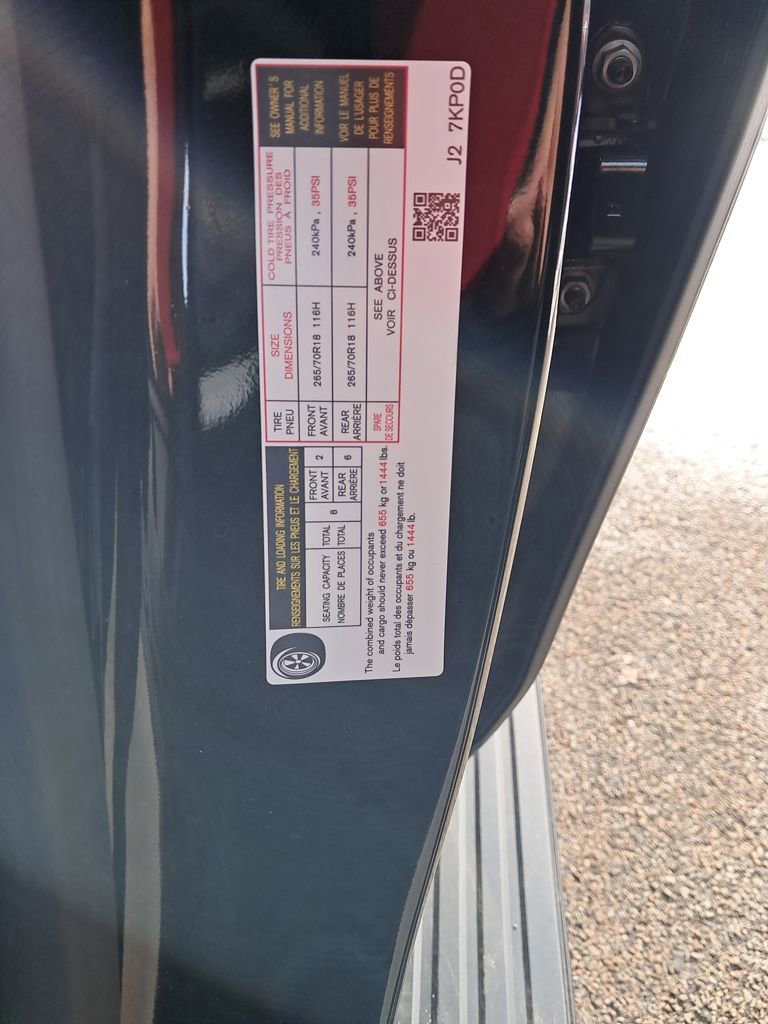 TIRE AND LOADING INFORMATION
RENSEIGNEMENTS SUR LES PNEUS ET LE CHARGEMENT
SEATING CAPACITY TOTAL 8 FRONT AVANT 2
NOMBRE DE PLACES TOTAL REAR ARRIÈRE 6
The combined weight of occupants
and cargo should never exceed 655 kg or 1444 lbs.
Le poids total des occupants et du chargement ne doit
jamais dépasser 655 kg ou 1444 lb.
TIRE PNEU
SIZE DIMENSIONS
COLD TIRE PRESSURE
PRESSION DES
PNEUS À FROID
FRONT AVANT 265/70R18 116H 240kPa , 35PSI
REAR ARRIÈRE 265/70R18 116H 240kPa , 35PSI
SPARE DE SECOURS
SEE ABOVE
VOIR CI-DESSUS
SEE OWNER'S
MANUAL FOR
ADDITIONAL
INFORMATION
VOIR LE MANUEL
DE L'USAGER
POUR PLUS DE
RENSEIGNEMENTS
J2 7KP0D